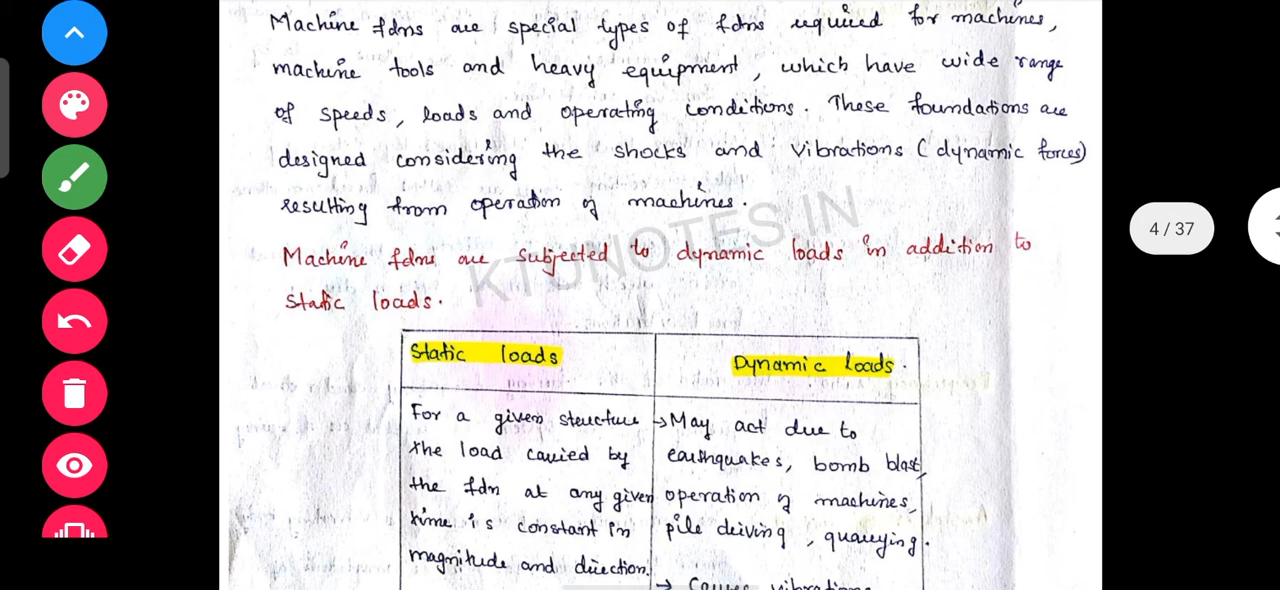 Machine fdns are special types of fdns required for machines,
machine tools and heavy equipment, which have wide range
of speeds, loads and operating conditions. These foundations are
designed considering the shocks and vibrations (dynamic forces)
resulting from operation of machines.
Machine fdns are subjected to dynamic loads in addition to
static loads.
KTUNOTES.IN
4 / 37
Static loads
Dynamic Loads.
For a given structure
the load carried by
the fdn at any given
time is constant in
magnitude and direction.
→ May act due to
earthquakes, bomb blast,
operation of machines,
pile driving, quarrying.
→ Causes vibrations